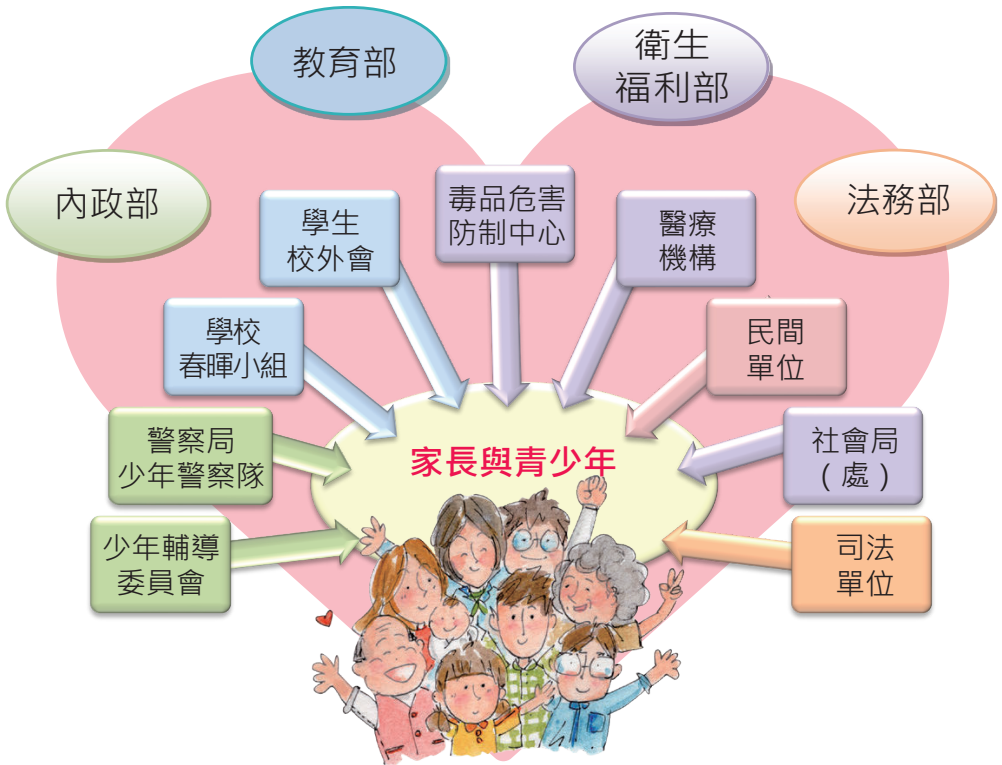 教育部
衛生
福利部
內政部
法務部
毒品危害
防制中心
學生
校外會
醫療
機構
學校
春暉小組
民間
單位
警察局
少年警察隊
社會局
（處）
家長與青少年
少年輔導
委員會
司法
單位